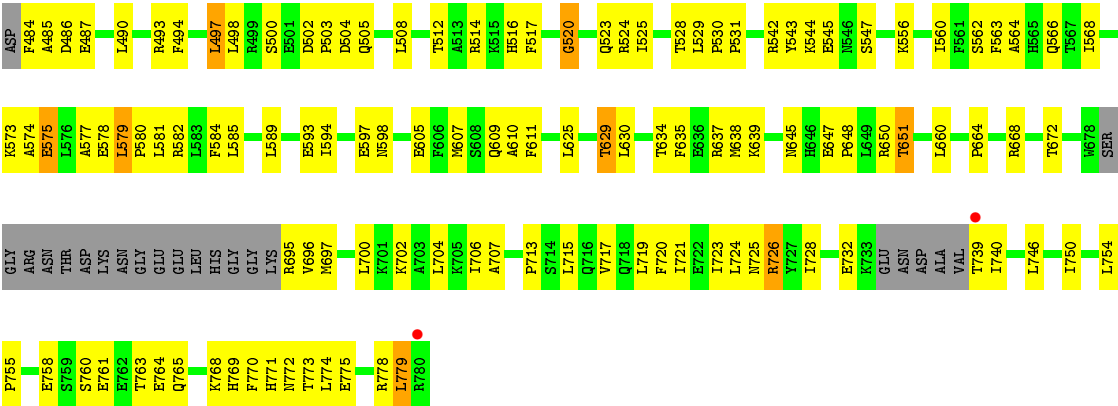 ASP F484 A485 D486 E487 L490 R493 F494 L497 L498 R499 S500 E501 D502 P503 D504 Q505 L508 T512 A513 R514 K515 H516 F517 G520 Q523 R524 I525 T528 L529 P530 P531 R542 Y543 K544 E545 N546 S547 K556 I560 F561 S562 F563 A564 H565 Q566 T567 I568
K573 A574 E575 L576 A577 E578 L579 P580 L581 R582 L583 F584 L585 L589 E593 I594 E597 N598 E605 F606 M607 S608 Q609 A610 F611 L625 T629 L630 T634 F635 E636 R637 M638 K639 N645 H646 E647 P648 L649 R650 T651 L660 P664 R668 T672 W678 SER
GLY ARG ASN THR ASP LYS ASN GLY GLU GLU LEU HIS GLY GLY LYS R695 V696 M697 L700 K701 K702 A703 L704 K705 I706 A707 P713 S714 L715 Q716 V717 Q718 L719 F720 I721 E722 I723 L724 N725 R726 Y727 I728 E732 K733 GLU ASN ASP ALA VAL T739 I740 L746 I750 L754
P755 E758 S759 S760 E761 E762 T763 E764 Q765 K768 H769 F770 H771 N772 T773 L774 E775 R778 L779 R780